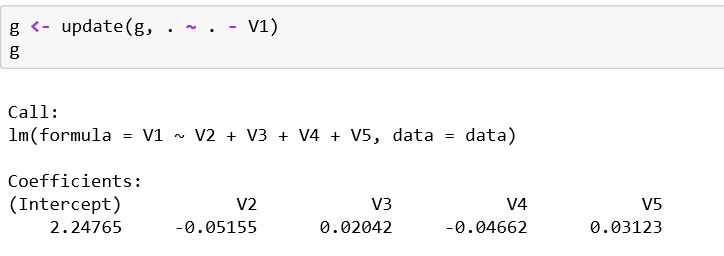 g <- update(g, . ~ . - V1)
g
Call:
lm(formula = V1 ~ V2 + V3 + V4 + V5, data = data)
Coefficients:
(Intercept) V2 V3 V4 V5
2.24765 -0.05155 0.02042 -0.04662 0.03123